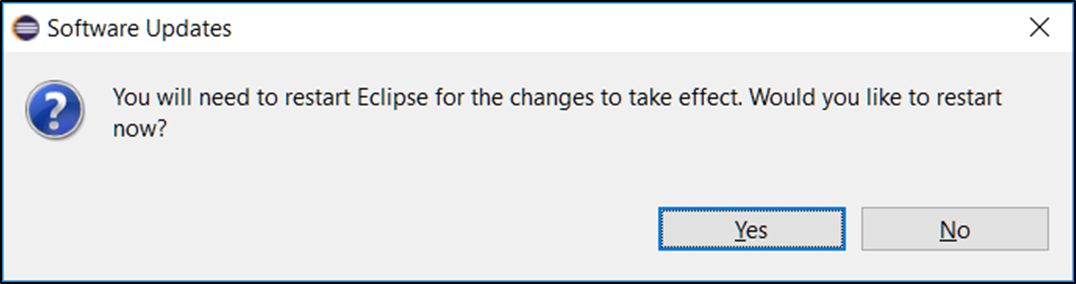 Software Updates
You will need to restart Eclipse for the changes to take effect. Would you like to restart
now?
Yes
No